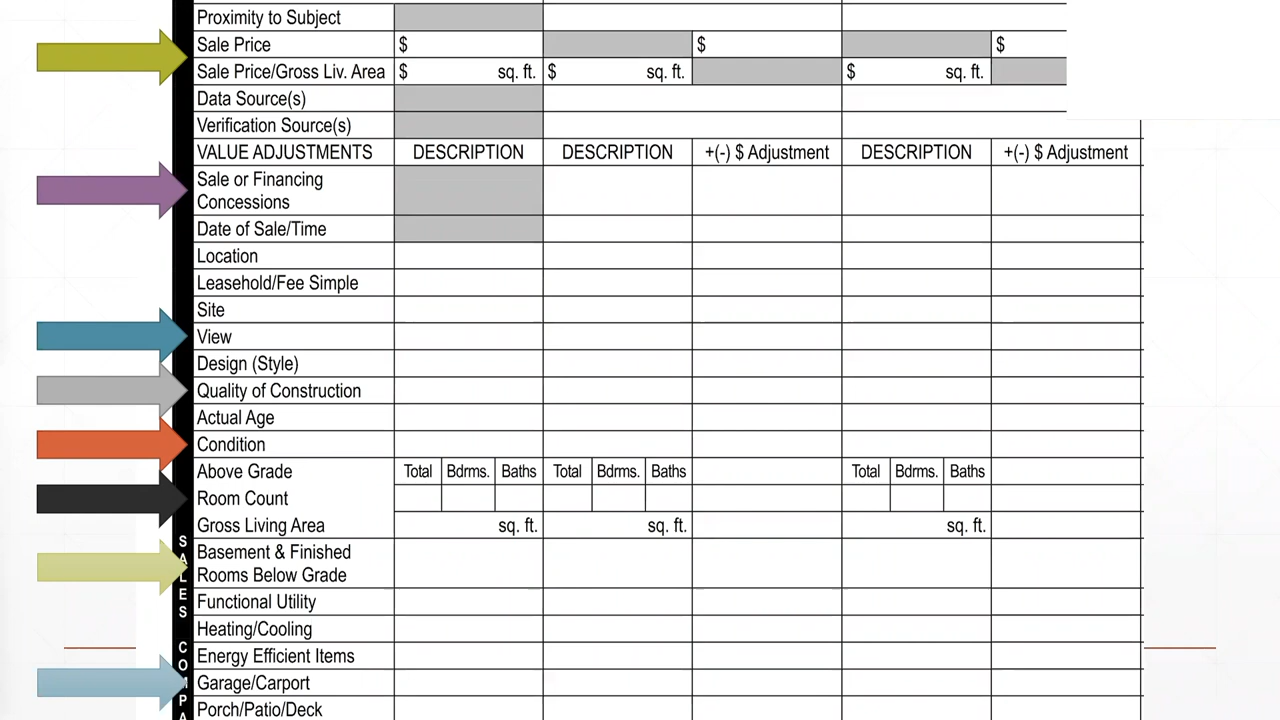 Proximity to Subject
Sale Price $ $ $
Sale Price/Gross Liv. Area $ sq. ft. $ sq. ft. $ sq. ft.
Data Source(s)
Verification Source(s)
VALUE ADJUSTMENTS DESCRIPTION DESCRIPTION +(-) $ Adjustment DESCRIPTION +(-) $ Adjustment
Sale or Financing
Concessions
Date of Sale/Time
Location
Leasehold/Fee Simple
Site
View
Design (Style)
Quality of Construction
Actual Age
Condition
Above Grade Total Bdrms. Baths Total Bdrms. Baths Total Bdrms. Baths
Room Count
Gross Living Area sq. ft. sq. ft. sq. ft.
Basement & Finished
Rooms Below Grade
Functional Utility
Heating/Cooling
Energy Efficient Items
Garage/Carport
Porch/Patio/Deck
SALES COMPA